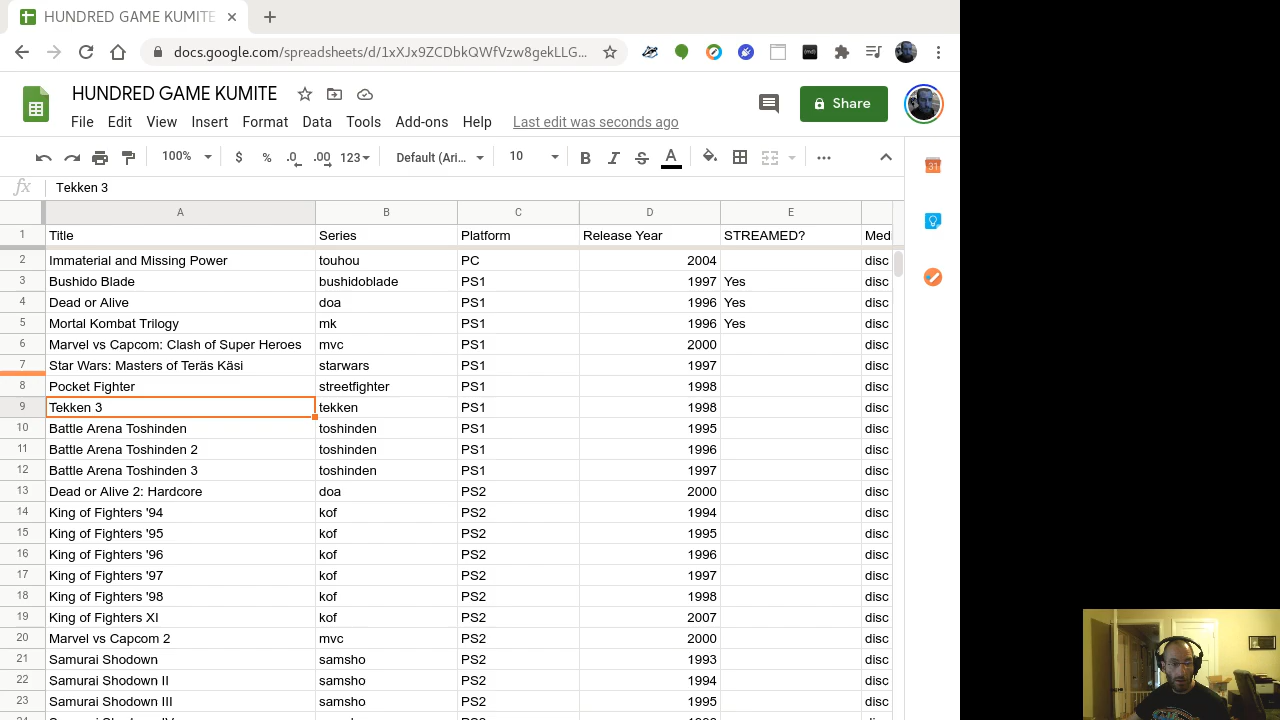 HUNDRED GAME KUMITE
docs.google.com/spreadsheets/d/1xXJx9ZCDbkQWfVzw8gekLLG...
HUNDRED GAME KUMITE
Share
File Edit View Insert Format Data Tools Add-ons Help Last edit was seconds ago
100% $ % .0 .00 123 Default (Ari... 10 B I S A
31
fx Tekken 3
A B C D E
1 Title Series Platform Release Year STREAMED? Med
2 Immaterial and Missing Power touhou PC 2004 disc
3 Bushido Blade bushidoblade PS1 1997 Yes disc
4 Dead or Alive doa PS1 1996 Yes disc
5 Mortal Kombat Trilogy mk PS1 1996 Yes disc
6 Marvel vs Capcom: Clash of Super Heroes mvc PS1 2000 disc
7 Star Wars: Masters of Teräs Käsi starwars PS1 1997 disc
8 Pocket Fighter streetfighter PS1 1998 disc
9 Tekken 3 tekken PS1 1998 disc
10 Battle Arena Toshinden toshinden PS1 1995 disc
11 Battle Arena Toshinden 2 toshinden PS1 1996 disc
12 Battle Arena Toshinden 3 toshinden PS1 1997 disc
13 Dead or Alive 2: Hardcore doa PS2 2000 disc
14 King of Fighters '94 kof PS2 1994 disc
15 King of Fighters '95 kof PS2 1995 disc
16 King of Fighters '96 kof PS2 1996 disc
17 King of Fighters '97 kof PS2 1997 disc
18 King of Fighters '98 kof PS2 1998 disc
19 King of Fighters XI kof PS2 2007 disc
20 Marvel vs Capcom 2 mvc PS2 2000 disc
21 Samurai Shodown samsho PS2 1993 disc
22 Samurai Shodown II samsho PS2 1994 disc
23 Samurai Shodown III samsho PS2 1995 disc